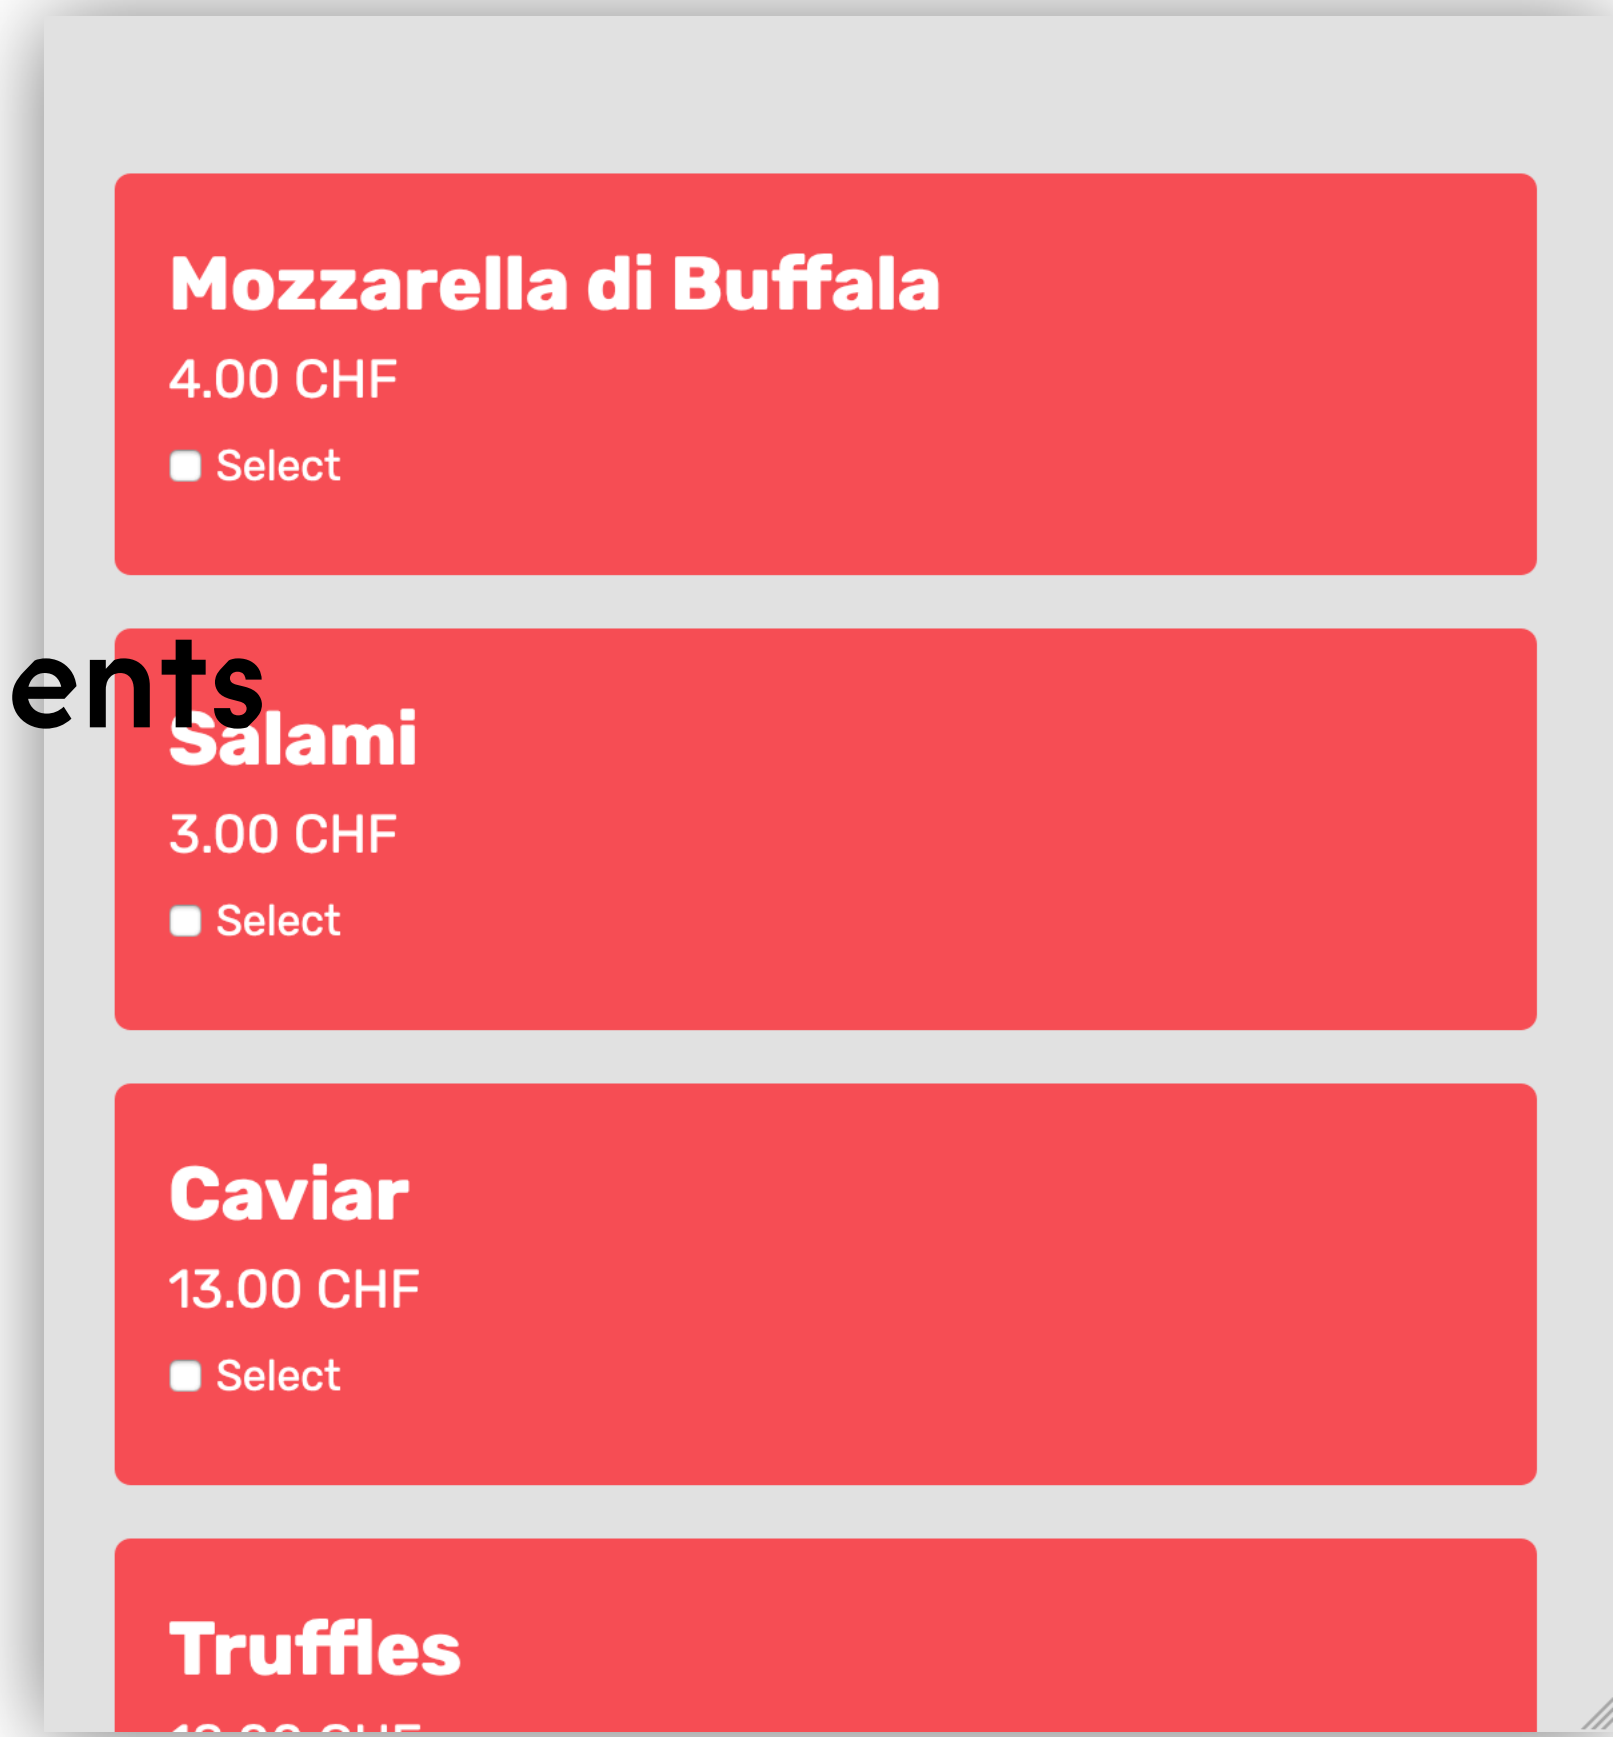 Mozzarella di Buffala
4.00 CHF
Select
ents
Salami
3.00 CHF
Select
Caviar
13.00 CHF
Select
Truffles
CHF